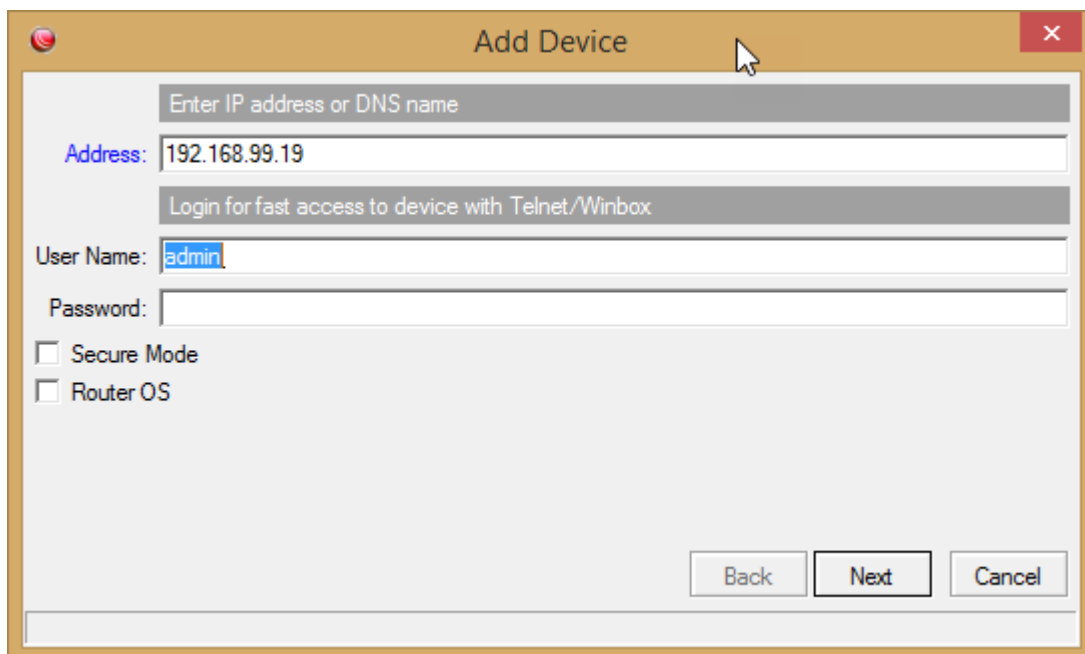 Add Device
Enter IP address or DNS name
Address: 192.168.99.19
Login for fast access to device with Telnet/Winbox
User Name: admin
Password:
Secure Mode
Router OS
Back Next Cancel